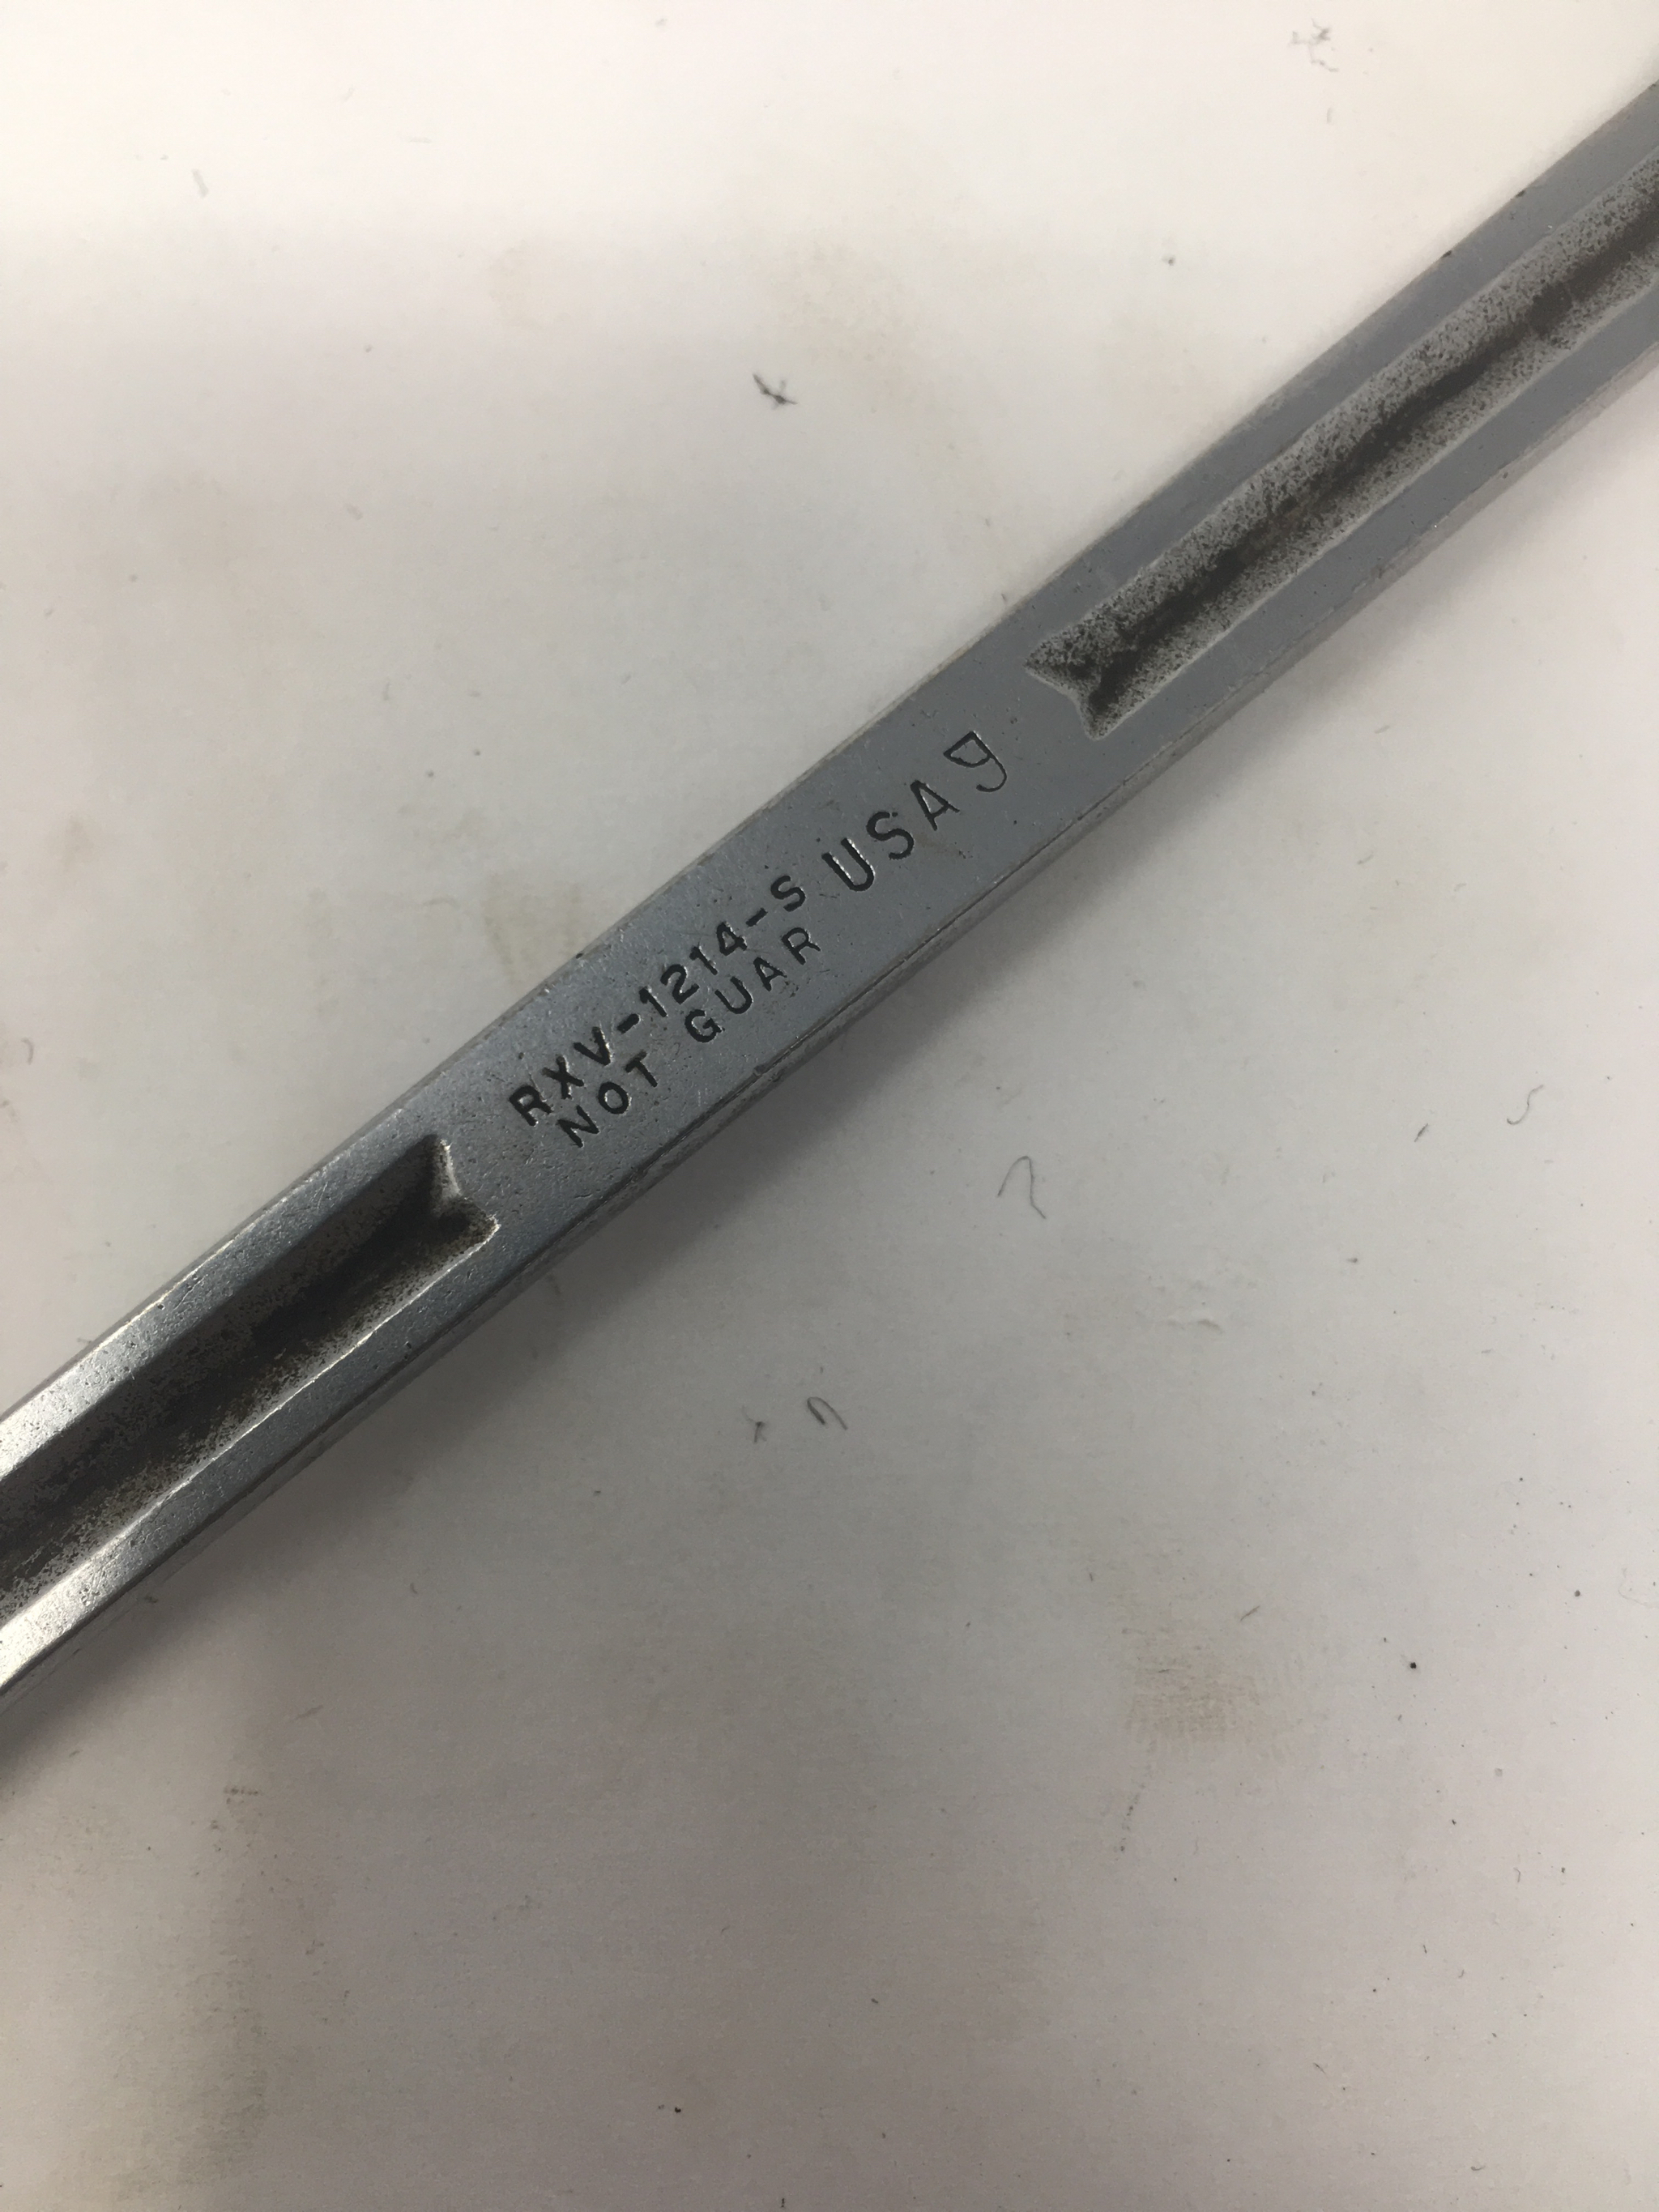 RXV-1214-S USA
NOT GUAR